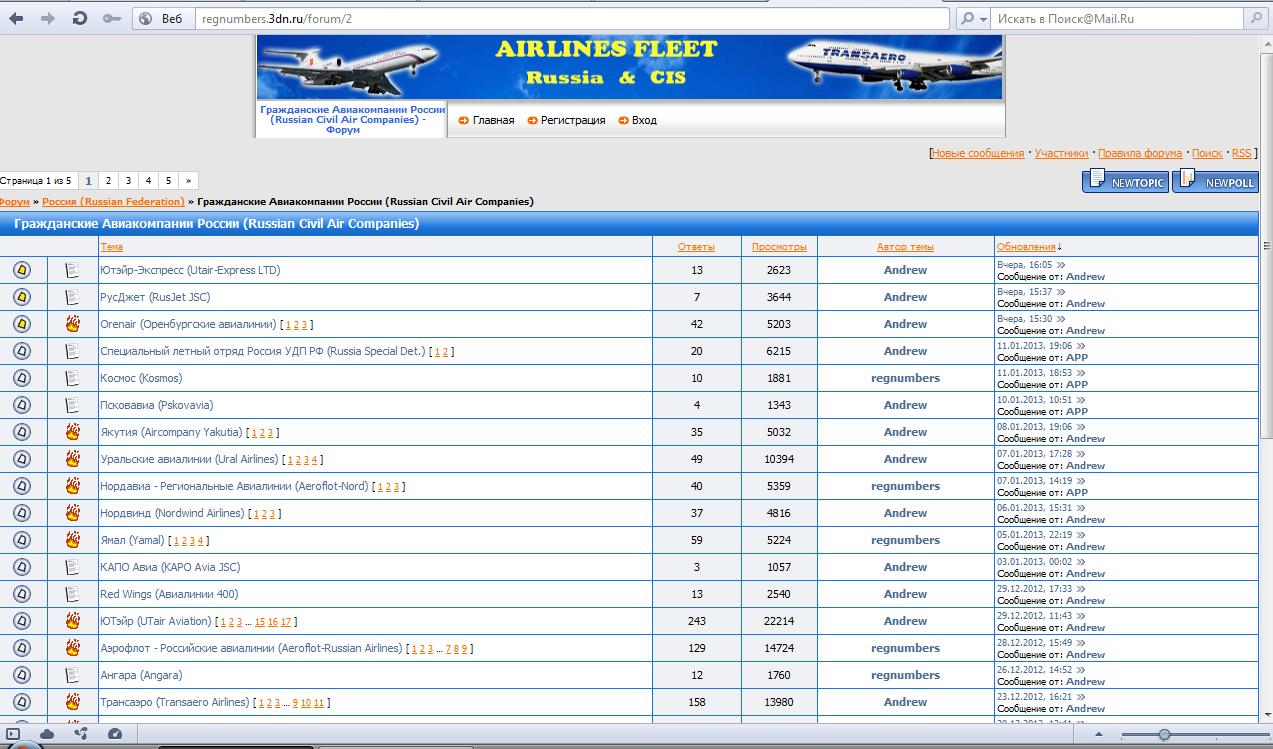 Веб
regnumbers.3dn.ru/forum/2
Искать в Поиск@Mail.Ru
AIRLINES FLEET
Russia & CIS
TRANSAERO
Гражданские Авиакомпании России
(Russian Civil Air Companies) -
Форум
Главная Регистрация Вход
[Новые сообщения · Участники · Правила форума · Поиск · RSS ]
Страница 1 из 5 1 2 3 4 5 »
NEWTOPIC NEWPOLL
Форум » Россия (Russian Federation) » Гражданские Авиакомпании России (Russian Civil Air Companies)
Гражданские Авиакомпании России (Russian Civil Air Companies)
Тема Ответы Просмотры Автор темы Обновления↓
Ютэйр-Экспресс (Utair-Express LTD) 13 2623 Andrew Вчера, 16:05 »
Сообщение от: Andrew
РусДжет (RusJet JSC) 7 3644 Andrew Вчера, 15:37 »
Сообщение от: Andrew
Orenair (Оренбургские авиалинии) [ 1 2 3 ] 42 5203 Andrew Вчера, 15:30 »
Сообщение от: Andrew
Специальный летный отряд Россия УДП РФ (Russia Special Det.) [ 1 2 ] 20 6215 Andrew 11.01.2013, 19:06 »
Сообщение от: APP
Космос (Kosmos) 10 1881 regnumbers 11.01.2013, 18:53 »
Сообщение от: APP
Псковавиа (Pskovavia) 4 1343 Andrew 10.01.2013, 10:51 »
Сообщение от: APP
Якутия (Aircompany Yakutia) [ 1 2 3 ] 35 5032 Andrew 08.01.2013, 19:06 »
Сообщение от: Andrew
Уральские авиалинии (Ural Airlines) [ 1 2 3 4 ] 49 10394 Andrew 07.01.2013, 17:28 »
Сообщение от: Andrew
Нордавиа - Региональные Авиалинии (Aeroflot-Nord) [ 1 2 3 ] 40 5359 regnumbers 07.01.2013, 14:19 »
Сообщение от: APP
Нордвинд (Nordwind Airlines) [ 1 2 3 ] 37 4816 Andrew 06.01.2013, 15:31 »
Сообщение от: Andrew
Ямал (Yamal) [ 1 2 3 4 ] 59 5224 regnumbers 05.01.2013, 22:19 »
Сообщение от: Andrew
КАПО Авиа (KAPO Avia JSC) 3 1057 Andrew 03.01.2013, 00:02 »
Сообщение от: Andrew
Red Wings (Авиалинии 400) 13 2540 Andrew 29.12.2012, 17:33 »
Сообщение от: Andrew
ЮТэйр (UTair Aviation) [ 1 2 3 ... 15 16 17 ] 243 22214 Andrew 29.12.2012, 11:43 »
Сообщение от: Andrew
Аэрофлот - Российские авиалинии (Aeroflot-Russian Airlines) [ 1 2 3 ... 7 8 9 ] 129 14724 regnumbers 28.12.2012, 15:49 »
Сообщение от: Andrew
Ангара (Angara) 12 1760 regnumbers 26.12.2012, 14:52 »
Сообщение от: Andrew
Трансаэро (Transaero Airlines) [ 1 2 3 ... 9 10 11 ] 158 13980 Andrew 23.12.2012, 16:21 »
Сообщение от: Andrew